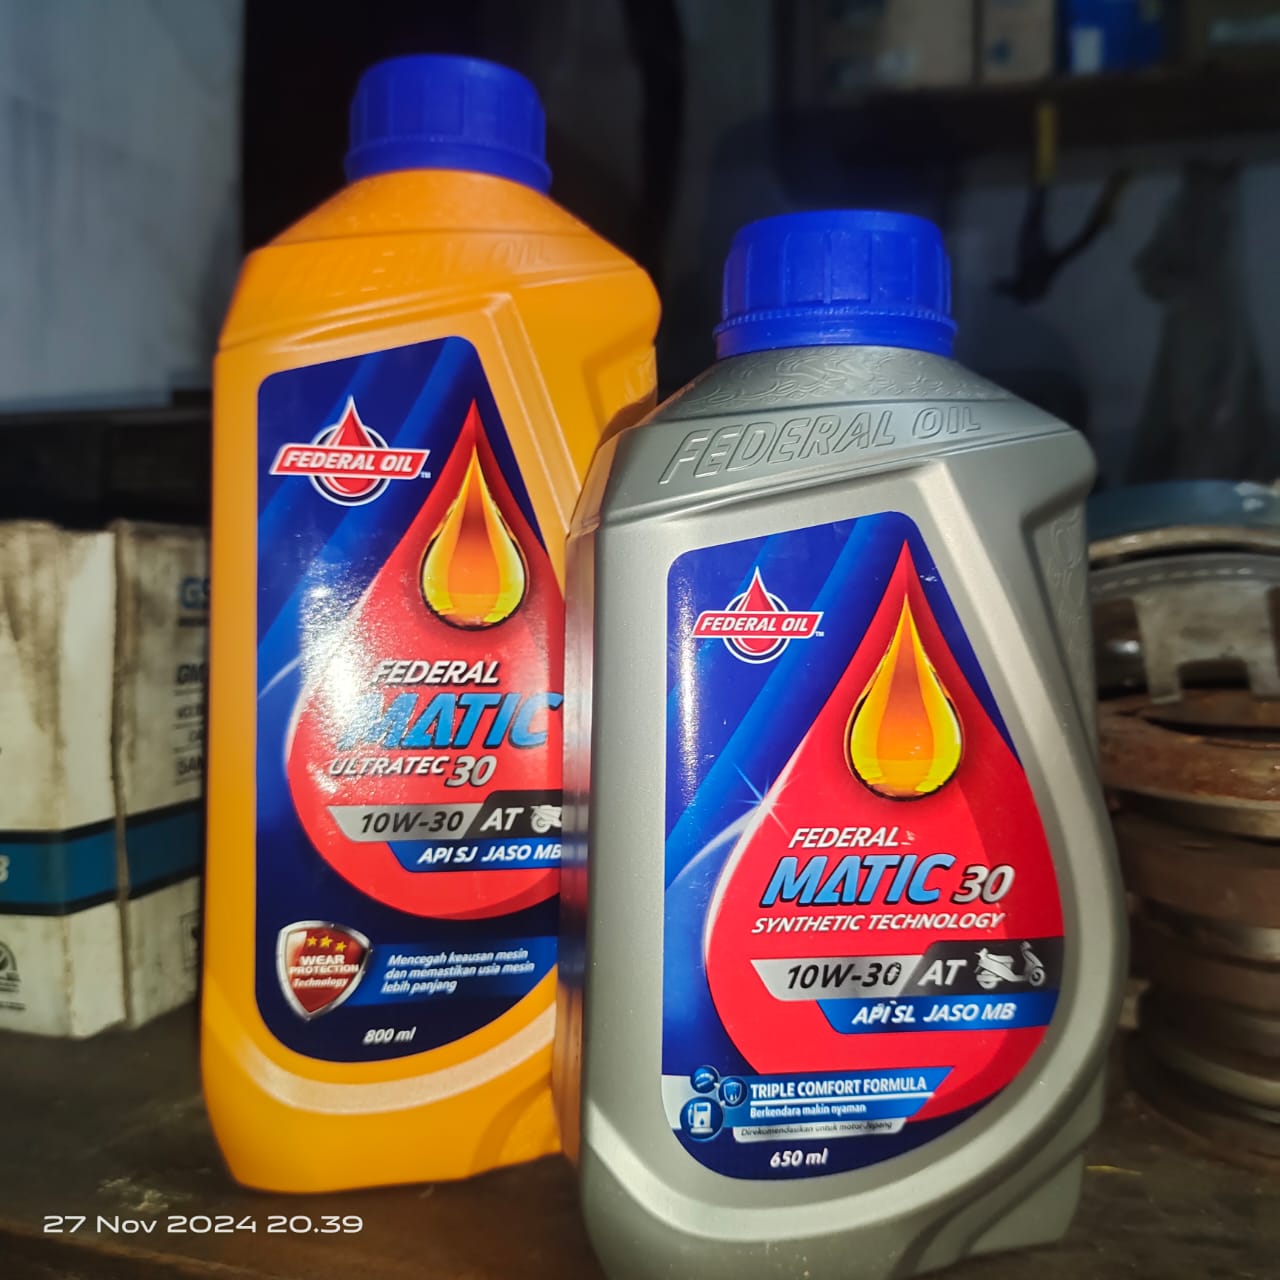 FEDERAL OIL
FEDERAL OIL
FEDERAL
MATIC
ULTRATEC 30
10W-30 AT
API SJ JASO MB
WEAR
PROTECTION
Technology
Mencegah keausan mesin
dan memastikan usia mesin
lebih panjang
800 ml
FEDERAL OIL
FEDERAL OIL
FEDERAL
MATIC 30
SYNTHETIC TECHNOLOGY
10W-30 AT
API SL JASO MB
TRIPLE COMFORT FORMULA
Berkendara makin nyaman
Direkomendasikan untuk motor Jepang
650 ml
27 Nov 2024 20.39